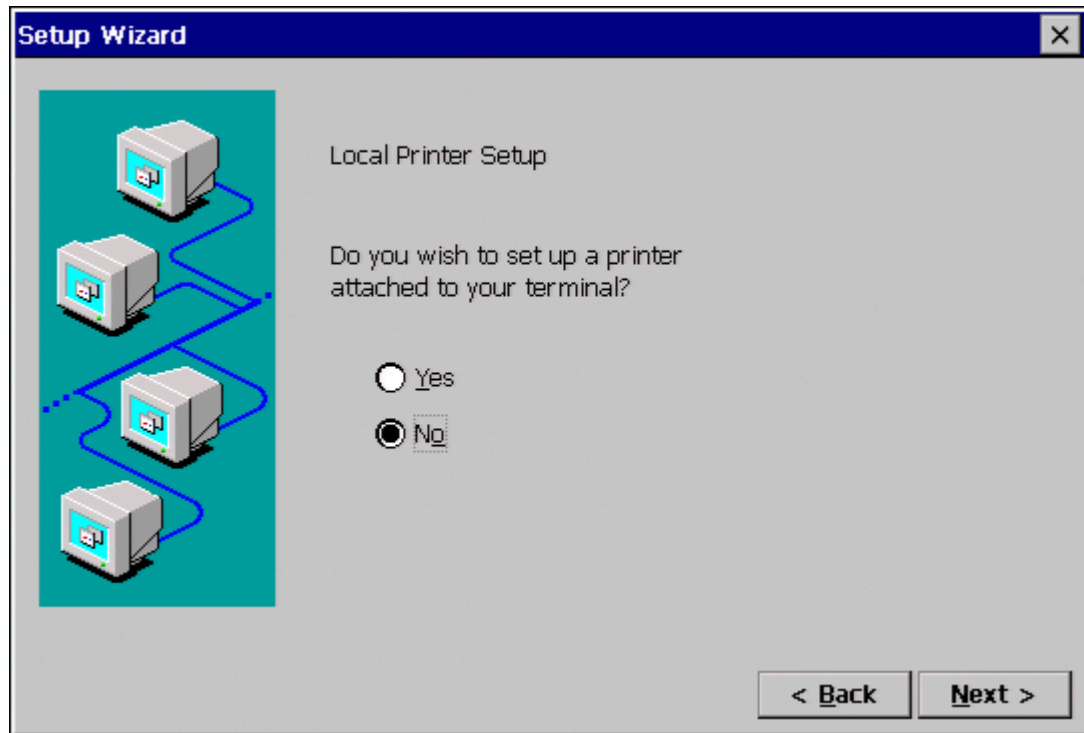 Setup Wizard
Local Printer Setup
Do you wish to set up a printer
attached to your terminal?
Yes
No
< Back
Next >